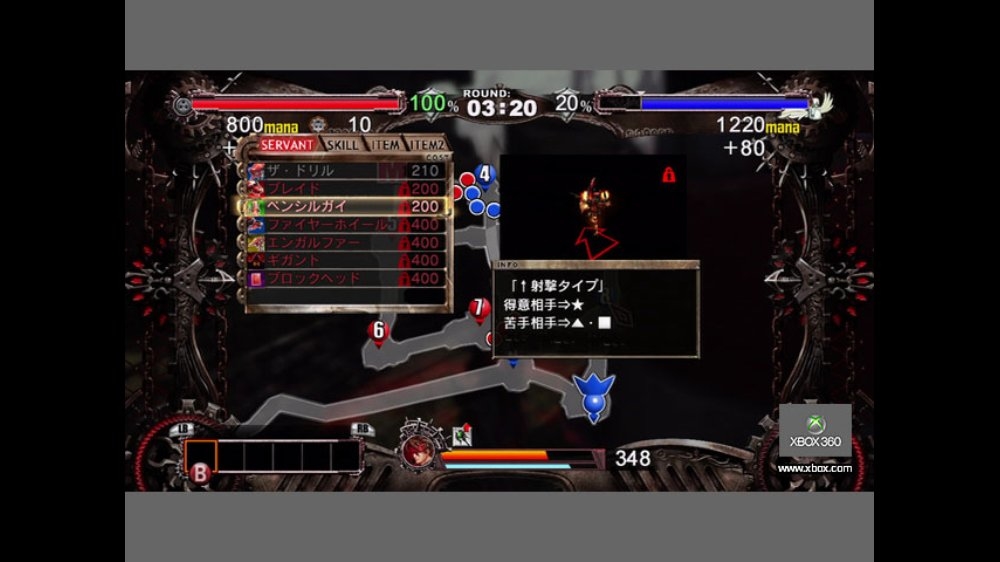 ROUND:
100% 03:20 20%
800mana 10
1220mana
+80
SERVANT SKILL ITEM ITEM2
COST
ザ・ドリル 210
ブレイド 200
ペンシルガイ 200
ファイヤーホイール 400
エンガルファー 400
ギガント 400
ブロックヘッド 400
4
7
6
INFO
「↑射撃タイプ」
得意相手⇒★
苦手相手⇒▲・■
LB
RB
B
348
XBOX360
www.xbox.com